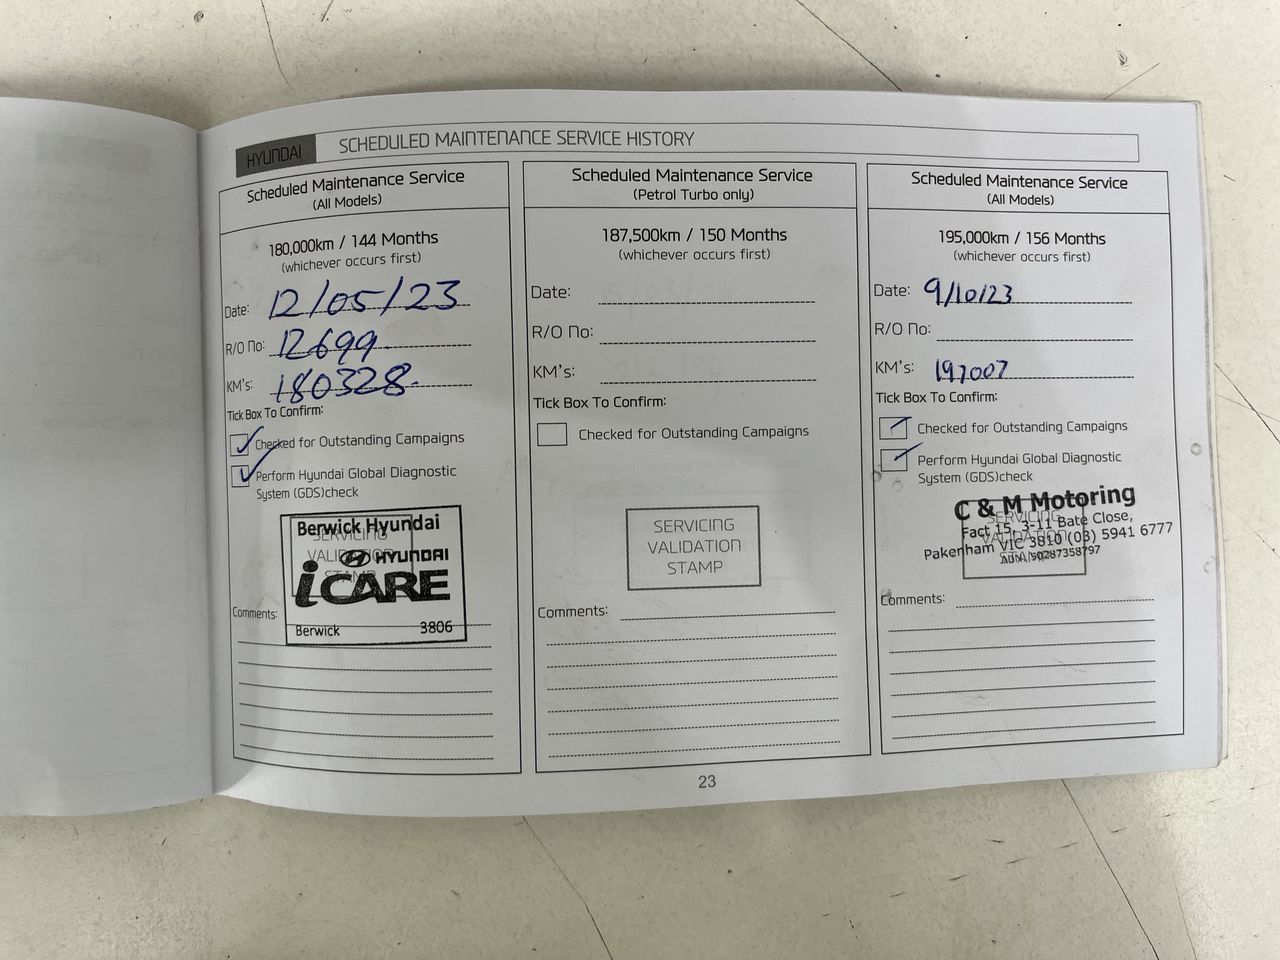 HYUNDAI SCHEDULED MAINTENANCE SERVICE HISTORY
Scheduled Maintenance Service
(All Models)
180,000km / 144 Months
(whichever occurs first)
Date: 12/05/23
R/O No: 12699
KM's: 180328
Tick Box To Confirm:
Checked for Outstanding Campaigns
Perform Hyundai Global Diagnostic
System (GDS)check
Berwick Hyundai
SERVICING
VALIDATION
STAMP
HYUNDAI
iCARE
Berwick 3806
Comments:
Scheduled Maintenance Service
(Petrol Turbo only)
187,500km / 150 Months
(whichever occurs first)
Date:
R/O No:
KM's:
Tick Box To Confirm:
Checked for Outstanding Campaigns
SERVICING
VALIDATION
STAMP
Comments:
Scheduled Maintenance Service
(All Models)
195,000km / 156 Months
(whichever occurs first)
Date: 9/10/23
R/O No:
KM's: 197007
Tick Box To Confirm:
Checked for Outstanding Campaigns
Perform Hyundai Global Diagnostic
System (GDS)check
C & M Motoring
SERVICING
VALIDATION
STAMP
Fact 15, 3-11 Bate Close,
Pakenham VIC 3810 (03) 5941 6777
Comments:
23